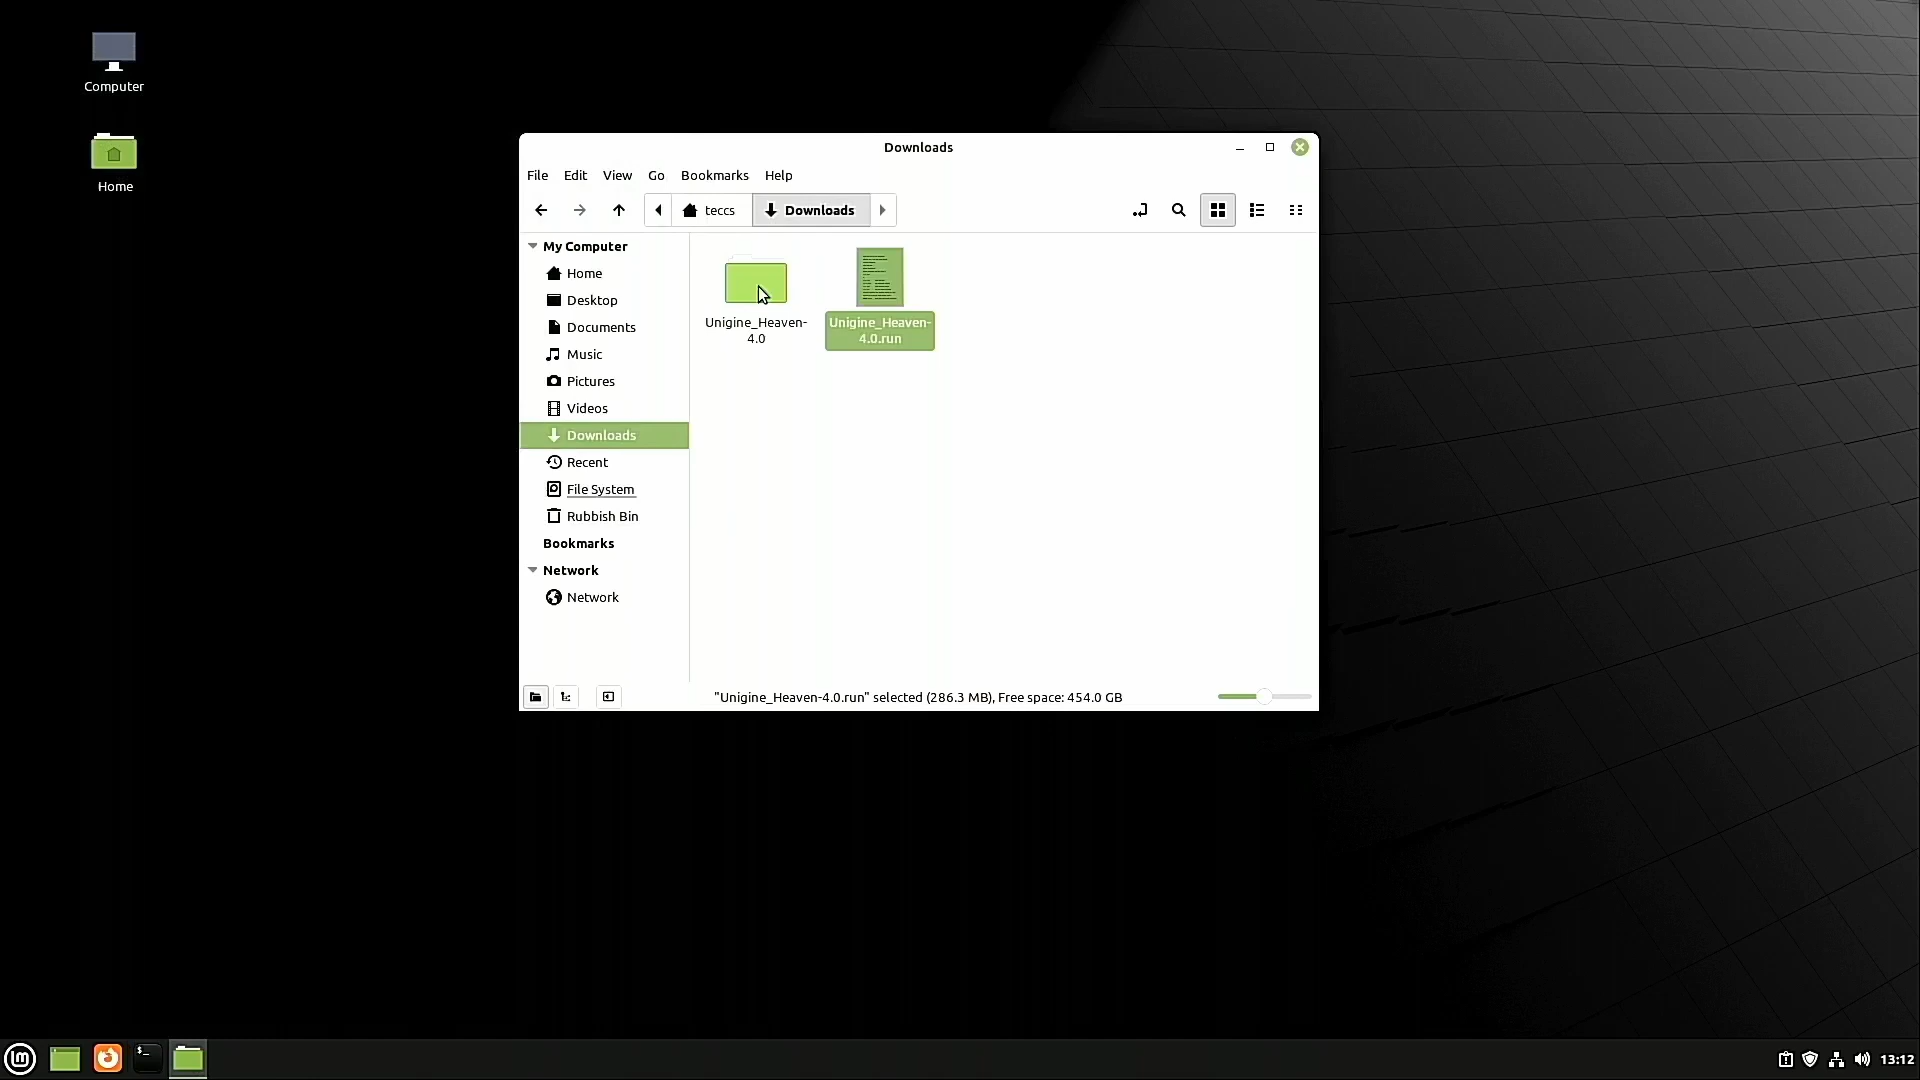 Computer
Home
Downloads
File Edit View Go Bookmarks Help
teccs Downloads
My Computer
Home
Desktop
Documents
Music
Pictures
Videos
Downloads
Recent
File System
Rubbish Bin
Bookmarks
Network
Network
Unigine_Heaven-
4.0
Unigine_Heaven-
4.0.run
"Unigine_Heaven-4.0.run" selected (286.3 MB), Free space: 454.0 GB
13:12